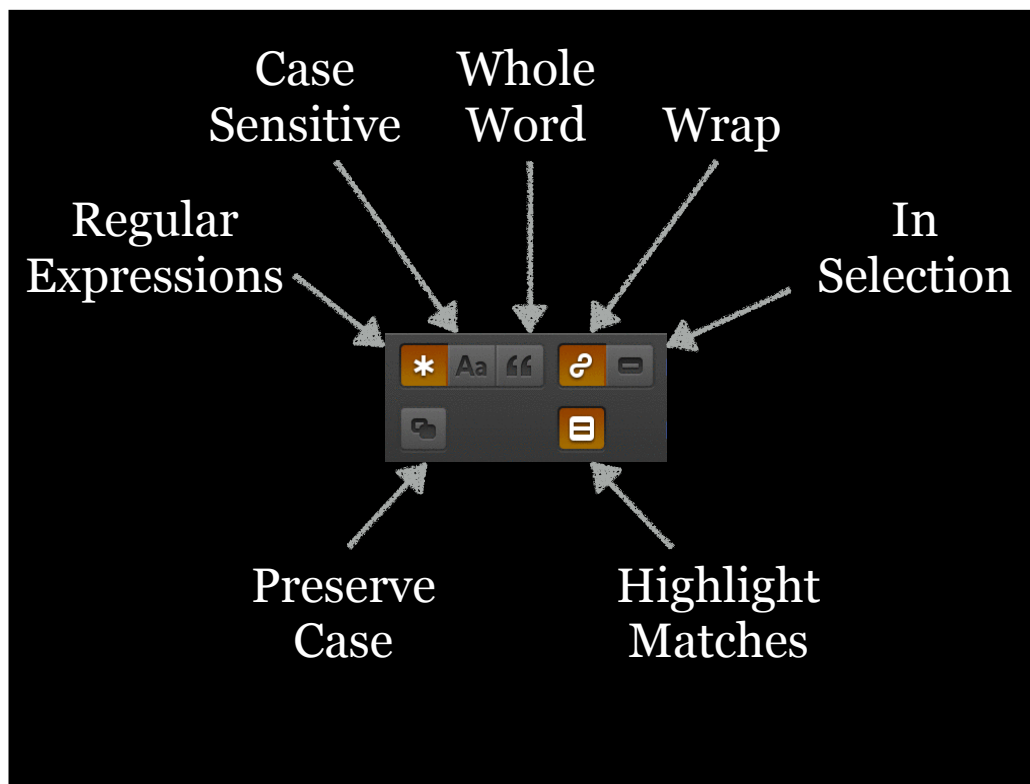 Case
Sensitive
Whole
Word
Wrap
Regular
Expressions
In
Selection
* Aa “
Preserve
Case
Highlight
Matches